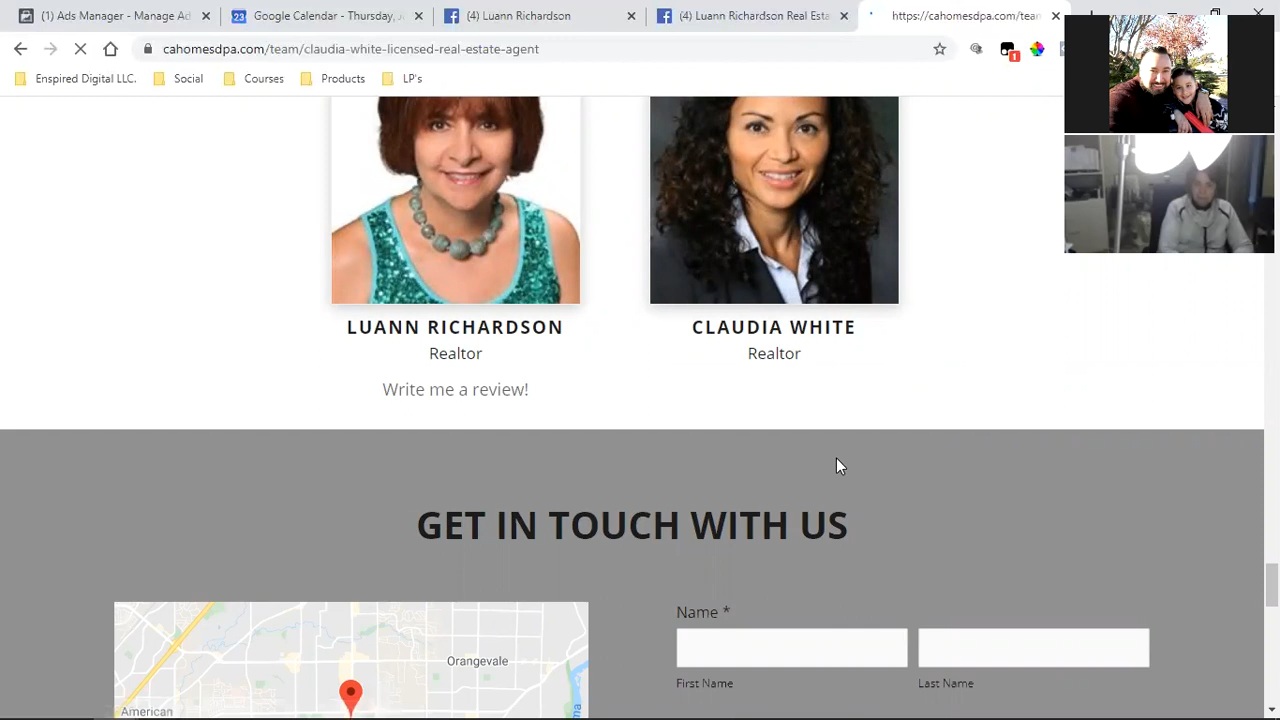 (1) Ads Manager - Manage Ad
Google Calendar - Thursday,
(4) Luann Richardson
(4) Luann Richardson Real Esta
https://cahomesdpa.com/team
cahomesdpa.com/team/claudia-white-licensed-real-estate-agent
1
Enspired Digital LLC.
Social
Courses
Products
LP's
LUANN RICHARDSON
CLAUDIA WHITE
Realtor
Realtor
Write me a review!
GET IN TOUCH WITH US
Name *
First Name
Last Name
Orangevale
American